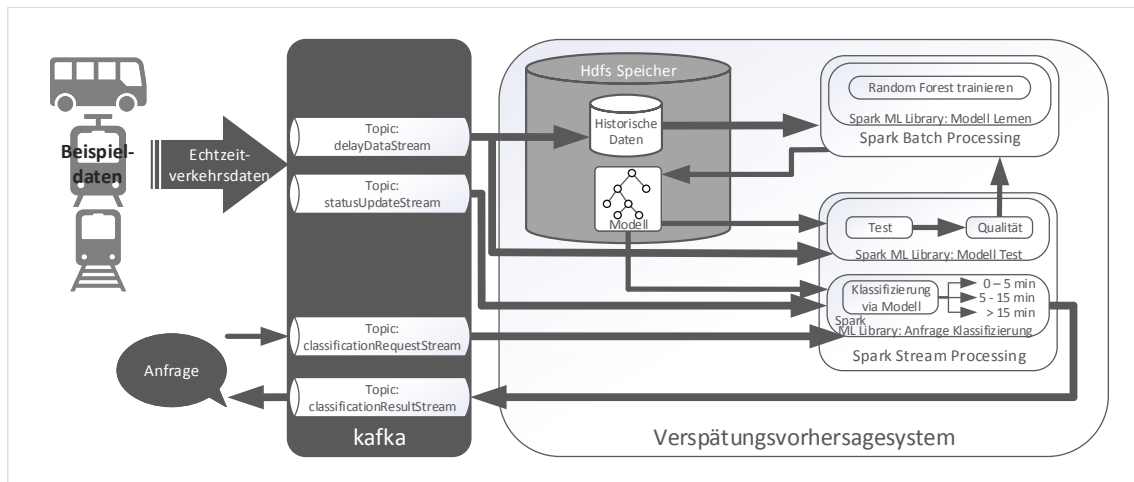 Beispiel-
daten
Echtzeit-
verkehrsdaten
Anfrage
Topic:
delayDataStream
Topic:
statusUpdateStream
Topic:
classificationRequestStream
Topic:
classificationResultStream
kafka
Hdfs Speicher
Historische
Daten
Modell
Random Forest trainieren
Spark ML Library: Modell Lernen
Spark Batch Processing
Test
Qualität
Spark ML Library: Modell Test
Klassifizierung
via Modell
0 – 5 min
5 - 15 min
> 15 min
Spark
ML Library: Anfrage Klassifizierung
Spark Stream Processing
Verspätungsvorhersagesystem